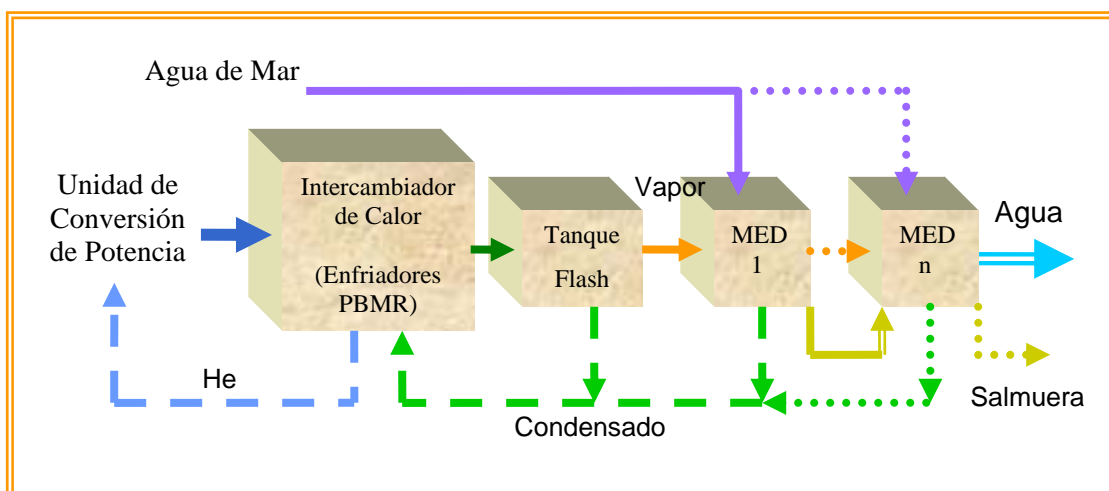 Agua de Mar
Unidad de
Conversión
de Potencia
Intercambiador
de Calor
(Enfriadores
PBMR)
Tanque
Flash
Vapor
MED
1
MED
n
Agua
He
Condensado
Salmuera